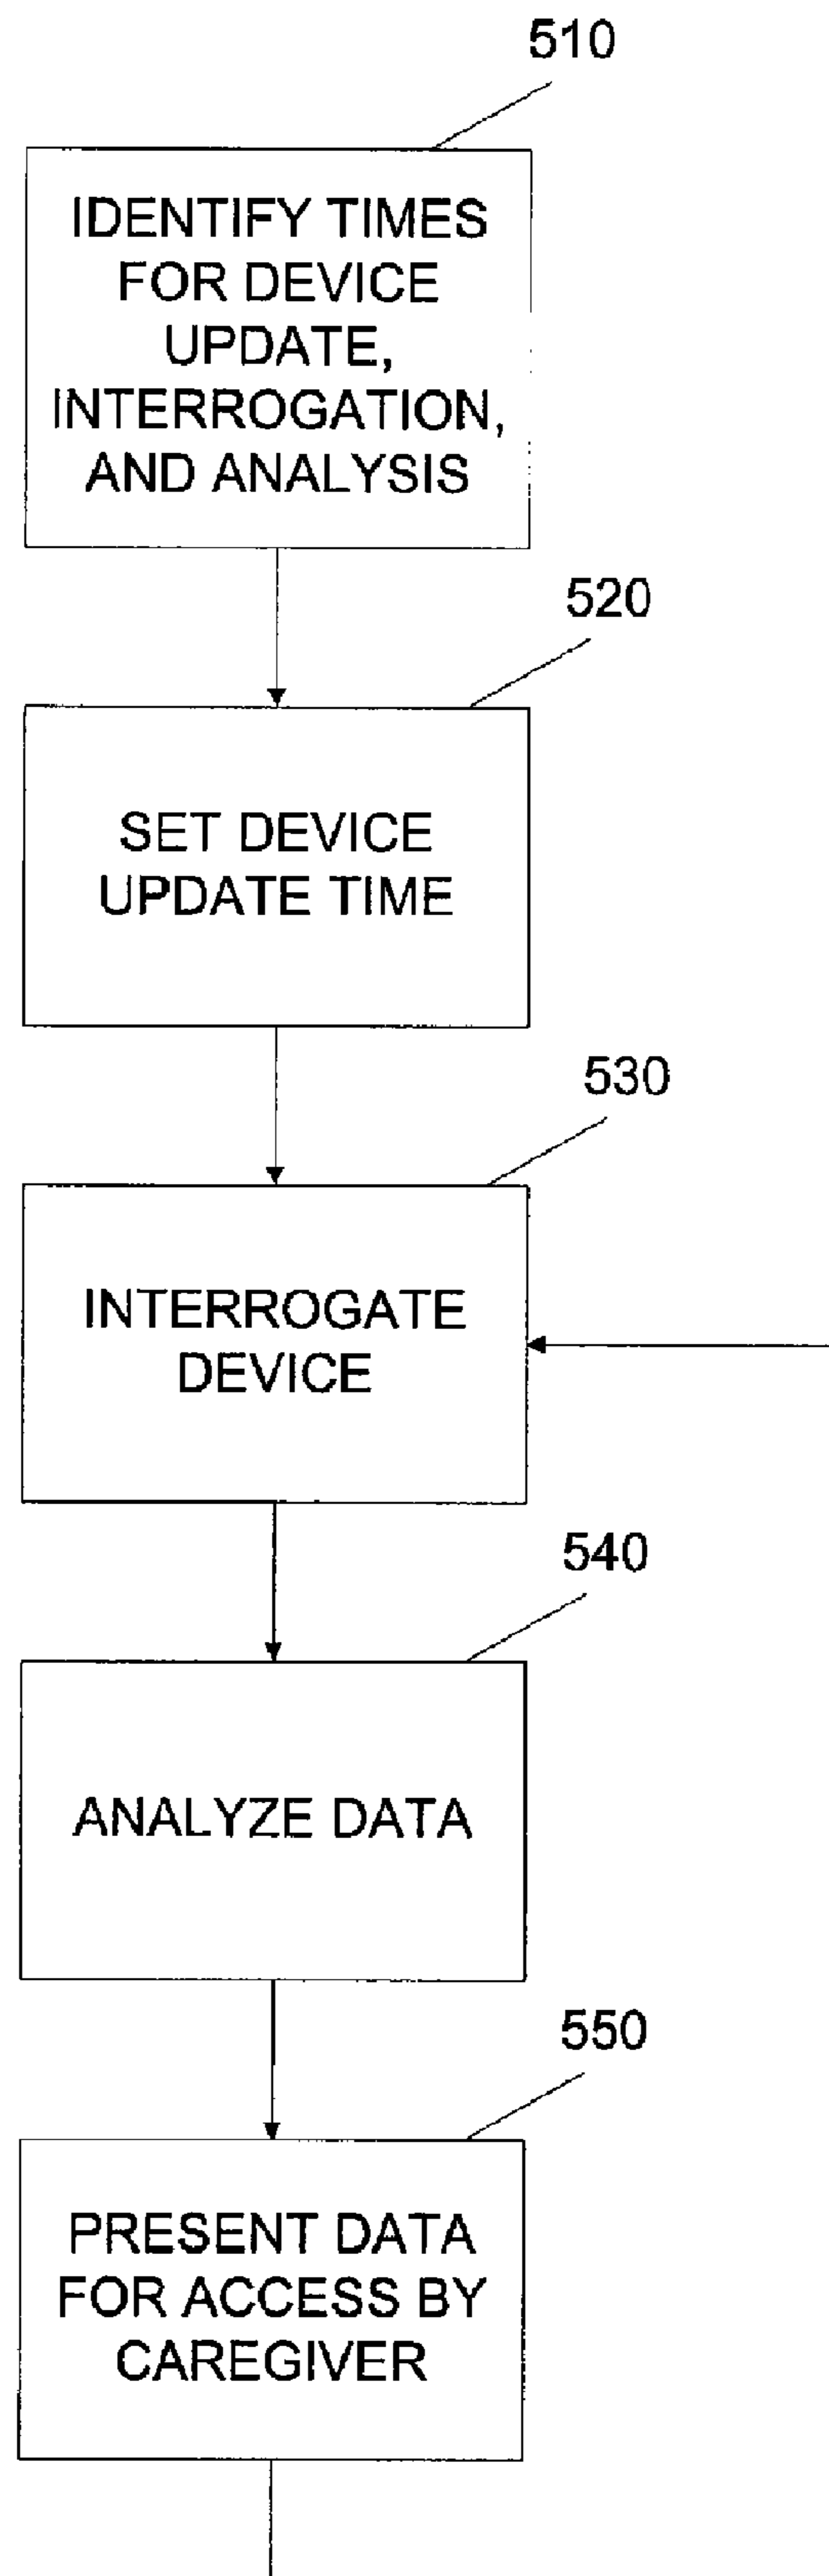 510
IDENTIFY TIMES
FOR DEVICE
UPDATE,
INTERROGATION,
AND ANALYSIS
520
SET DEVICE
UPDATE TIME
530
INTERROGATE
DEVICE
540
ANALYZE DATA
550
PRESENT DATA
FOR ACCESS BY
CAREGIVER